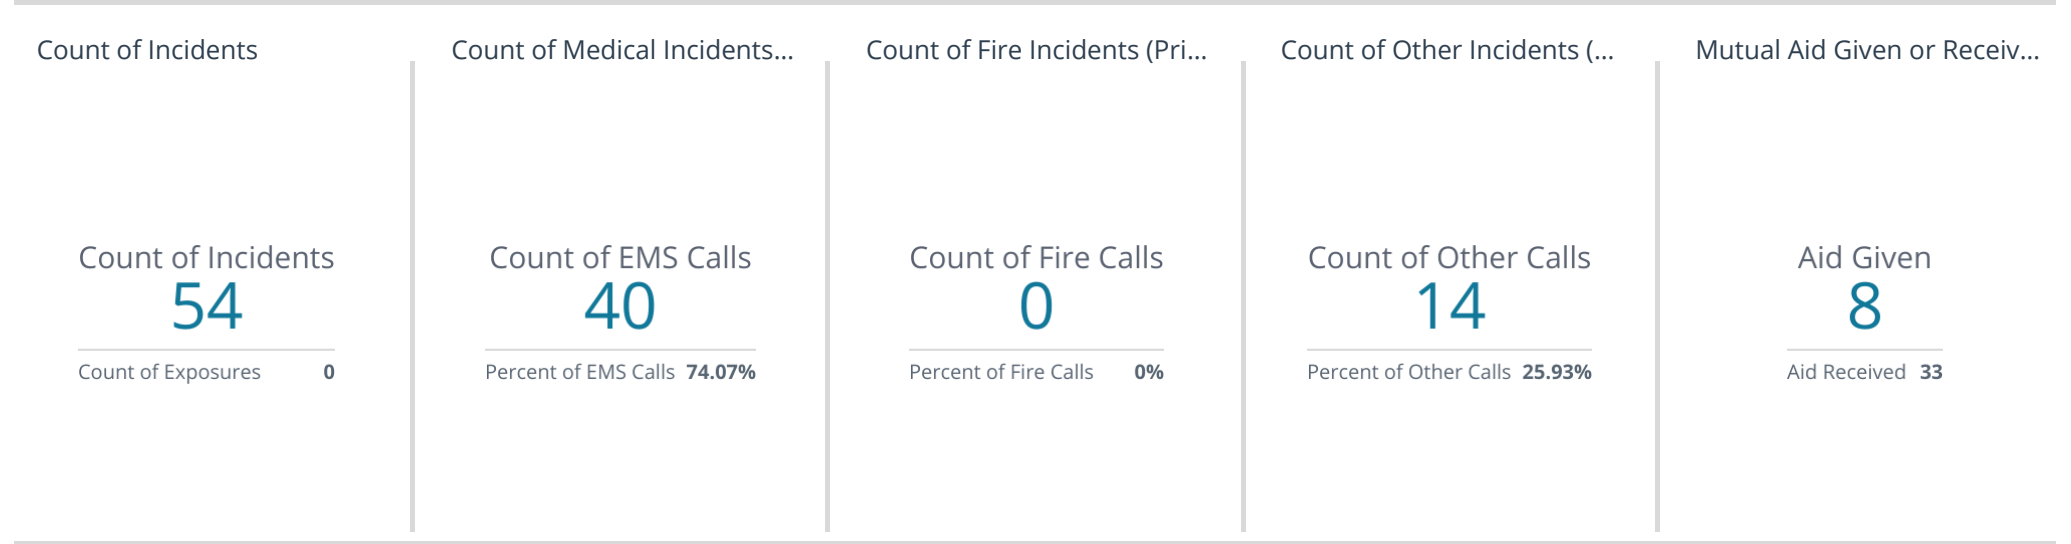 Count of Incidents
Count of Incidents
54
Count of Exposures 0
Count of Medical Incidents...
Count of EMS Calls
40
Percent of EMS Calls 74.07%
Count of Fire Incidents (Pri...
Count of Fire Calls
0
Percent of Fire Calls 0%
Count of Other Incidents (...
Count of Other Calls
14
Percent of Other Calls 25.93%
Mutual Aid Given or Receiv...
Aid Given
8
Aid Received 33